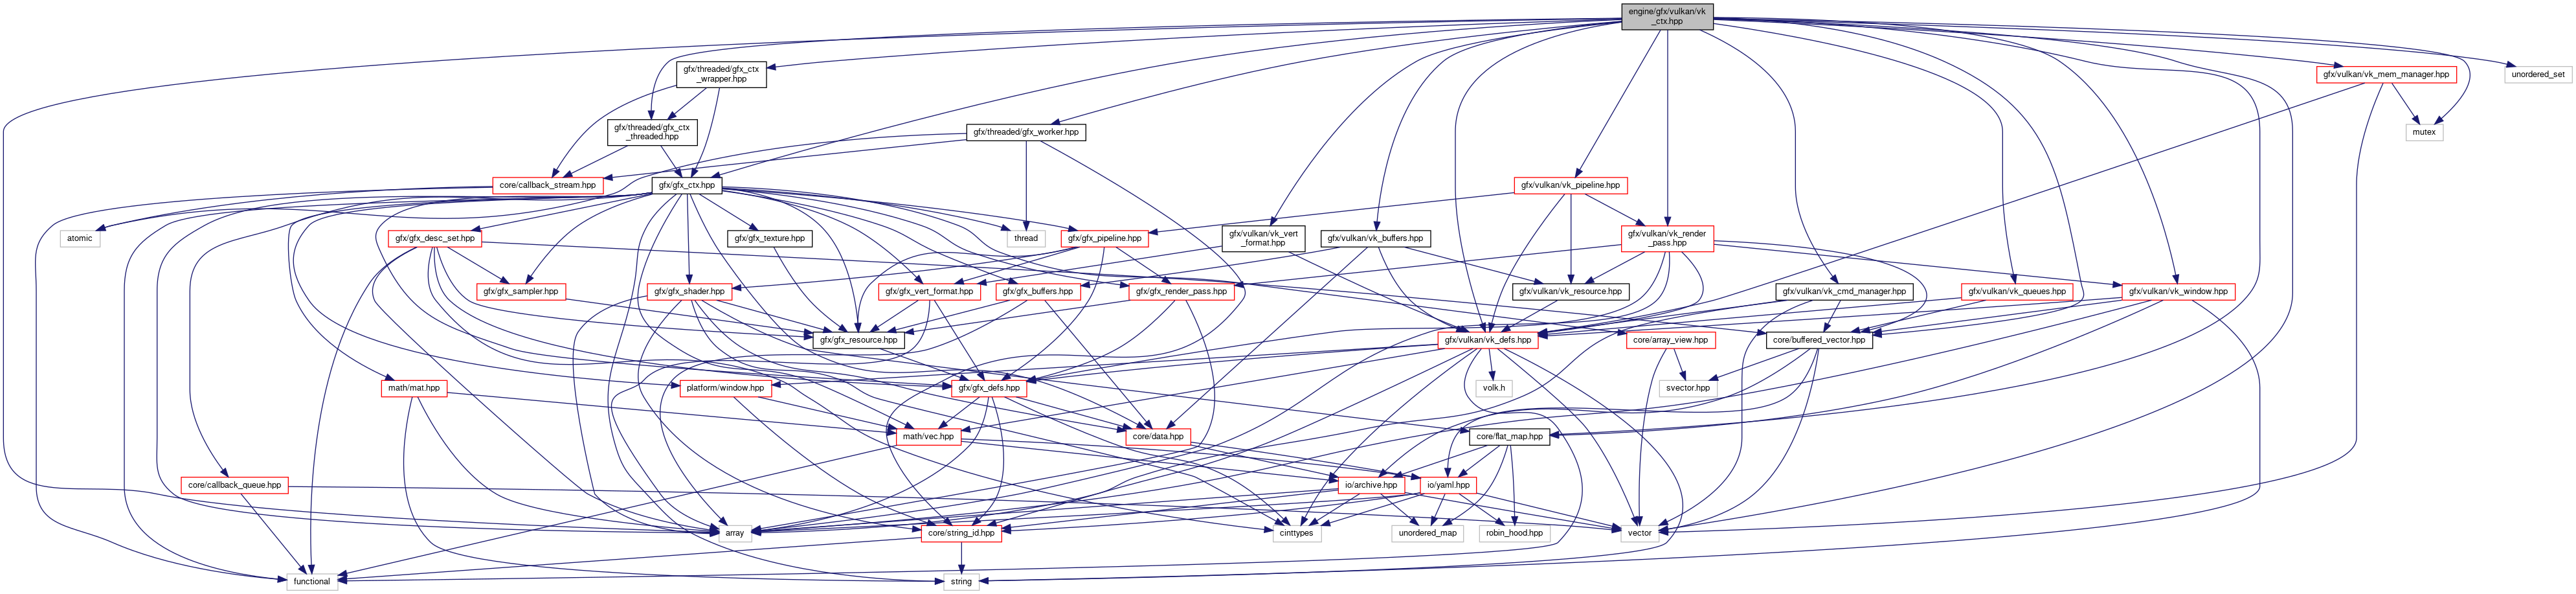 engine/gfx/vulkan/vk
_ctx.hpp
gfx/threaded/gfx_ctx
_wrapper.hpp
gfx/vulkan/vk_mem_manager.hpp
unordered_set
gfx/threaded/gfx_ctx
_threaded.hpp
gfx/threaded/gfx_worker.hpp
mutex
core/callback_stream.hpp
gfx/gfx_ctx.hpp
gfx/vulkan/vk_pipeline.hpp
atomic
gfx/gfx_desc_set.hpp
gfx/gfx_texture.hpp
thread
gfx/gfx_pipeline.hpp
gfx/vulkan/vk_vert
_format.hpp
gfx/vulkan/vk_buffers.hpp
gfx/vulkan/vk_render
_pass.hpp
gfx/gfx_sampler.hpp
gfx/gfx_shader.hpp
gfx/gfx_vert_format.hpp
gfx/gfx_buffers.hpp
gfx/gfx_render_pass.hpp
gfx/vulkan/vk_resource.hpp
gfx/vulkan/vk_cmd_manager.hpp
gfx/vulkan/vk_queues.hpp
gfx/vulkan/vk_window.hpp
gfx/gfx_resource.hpp
gfx/vulkan/vk_defs.hpp
core/array_view.hpp
core/buffered_vector.hpp
math/mat.hpp
platform/window.hpp
gfx/gfx_defs.hpp
volk.h
svector.hpp
math/vec.hpp
core/data.hpp
core/flat_map.hpp
core/callback_queue.hpp
io/archive.hpp
io/yaml.hpp
array
core/string_id.hpp
cinttypes
unordered_map
robin_hood.hpp
vector
functional
string